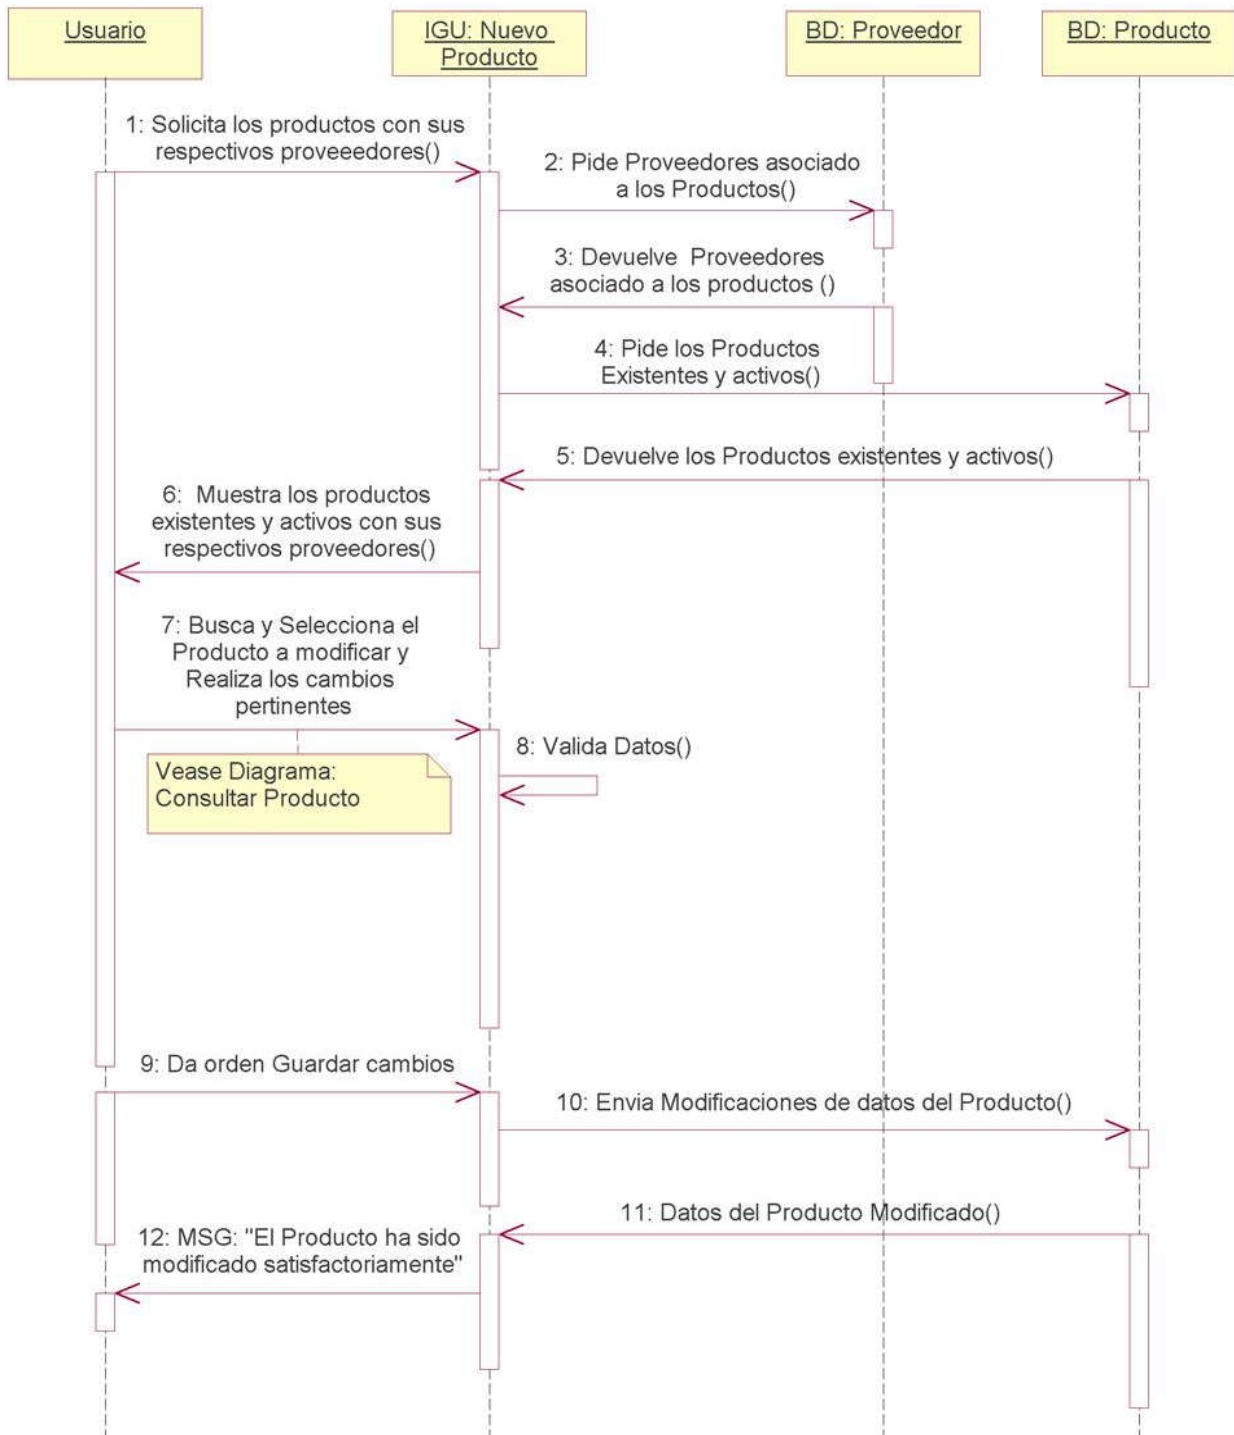 Usuario
IGU: Nuevo
Producto
BD: Proveedor
BD: Producto
1: Solicita los productos con sus
respectivos proveeedores()
2: Pide Proveedores asociado
a los Productos()
3: Devuelve  Proveedores
asociado a los productos ()
4: Pide los Productos
Existentes y activos()
5: Devuelve los Productos existentes y activos()
6:  Muestra los productos
existentes y activos con sus
respectivos proveedores()
7: Busca y Selecciona el
Producto a modificar y
Realiza los cambios
pertinentes
8: Valida Datos()
Vease Diagrama:
Consultar Producto
9: Da orden Guardar cambios
10: Envia Modificaciones de datos del Producto()
11: Datos del Producto Modificado()
12: MSG: "El Producto ha sido
modificado satisfactoriamente"